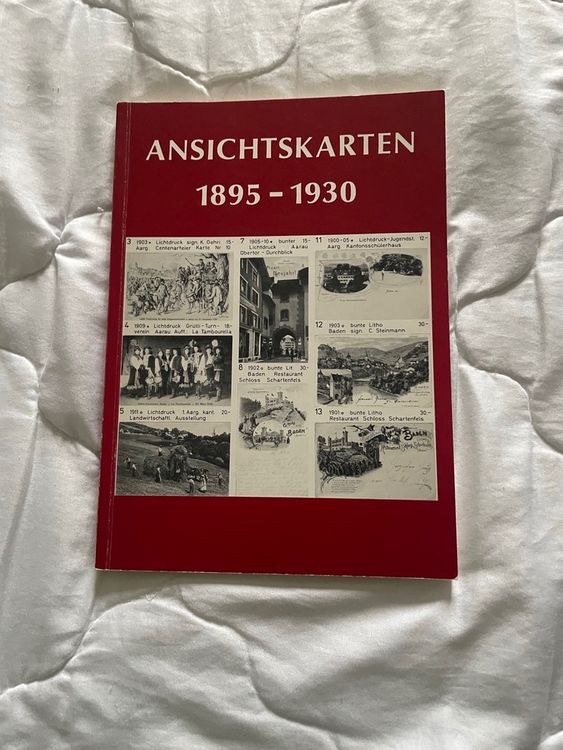 ANSICHTSKARTEN
1895 – 1930
3 1903 • Lichtdruck sign. K. Gehri 15.-
Aarg. Centenarfeier Karte Nr 10
4 1909 • Lichtdruck Grütli-Turn- 18.-
verein Aarau Auff. La Tambourella
5 1911 • Lichtdruck 1. Aarg. kant. 20.-
Landwirtschaftl. Ausstellung
7 1905-10 • bunter 15.-
Lichtdruck Aarau
Obertor - Durchblick
8 1902 • bunte Lit. 30.-
Baden Restaurant
Schloss Schartenfels
BADEN
11 1900-05 • Lichtdruck-Jugendst. 12.-
Aarg. Kantonsschülerhaus
12 1903 • bunte Litho 30.-
Baden sign. C. Steinmann
13 1901 • bunte Litho 30.-
Restaurant Schloss Schartenfels
BADEN